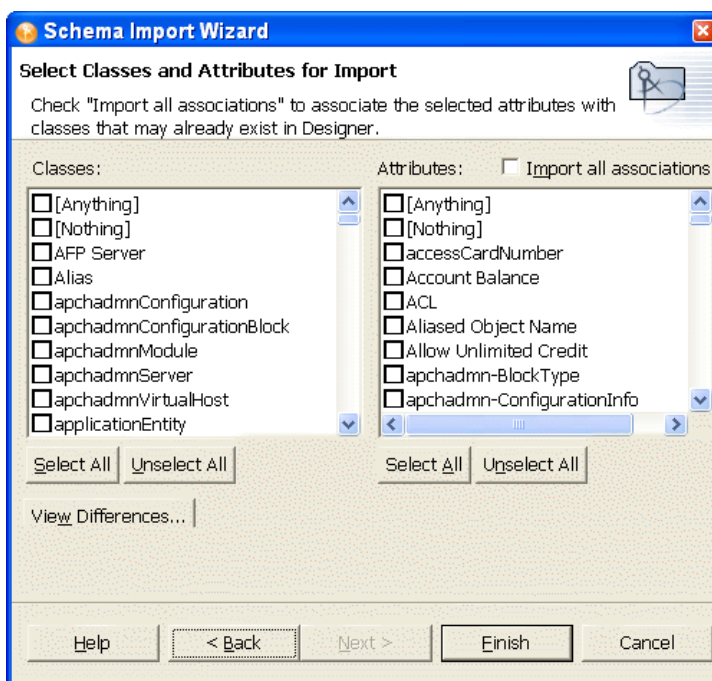 Schema Import Wizard
Select Classes and Attributes for Import
Check "Import all associations" to associate the selected attributes with
classes that may already exist in Designer.
Classes:
[Anything]
[Nothing]
AFP Server
Alias
apchadmnConfiguration
apchadmnConfigurationBlock
apchadmnModule
apchadmnServer
apchadmnVirtualHost
applicationEntity
Select All Unselect All
View Differences...
Attributes: Import all associations
[Anything]
[Nothing]
accessCardNumber
Account Balance
ACL
Aliased Object Name
Allow Unlimited Credit
apchadmn-BlockType
apchadmn-ConfigurationInfo
Select All Unselect All
Help < Back Next > Finish Cancel